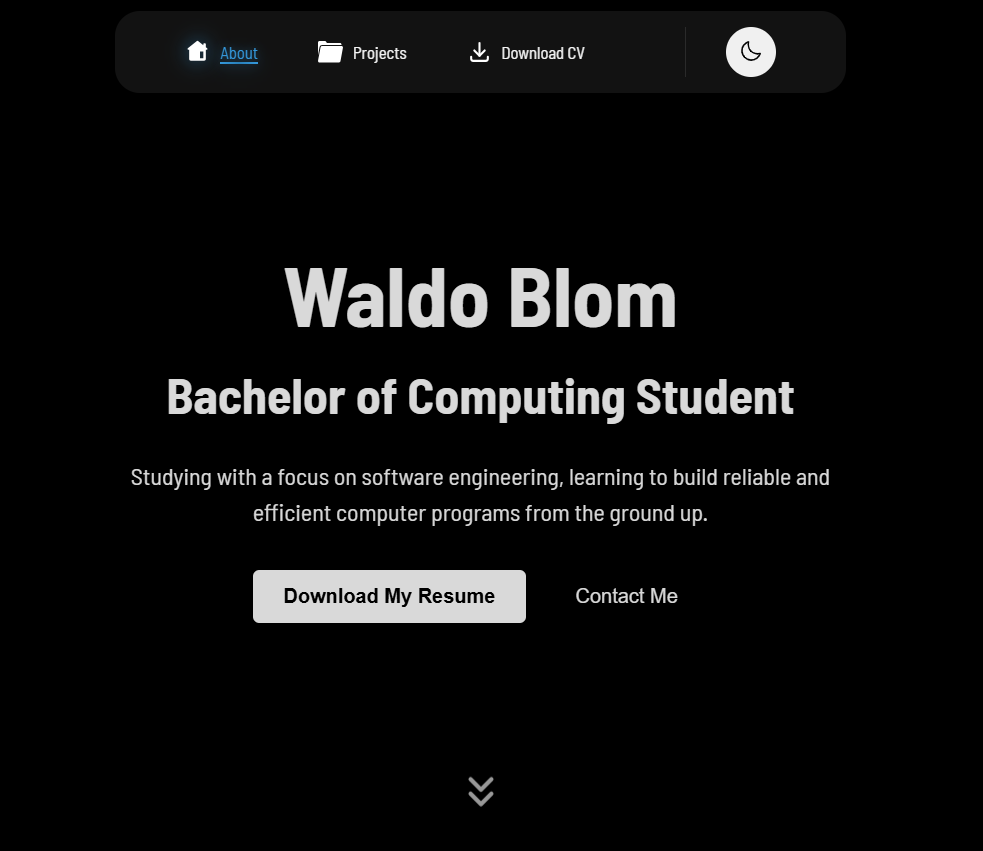 About Projects Download CV
Waldo Blom
Bachelor of Computing Student
Studying with a focus on software engineering, learning to build reliable and
efficient computer programs from the ground up.
Download My Resume Contact Me